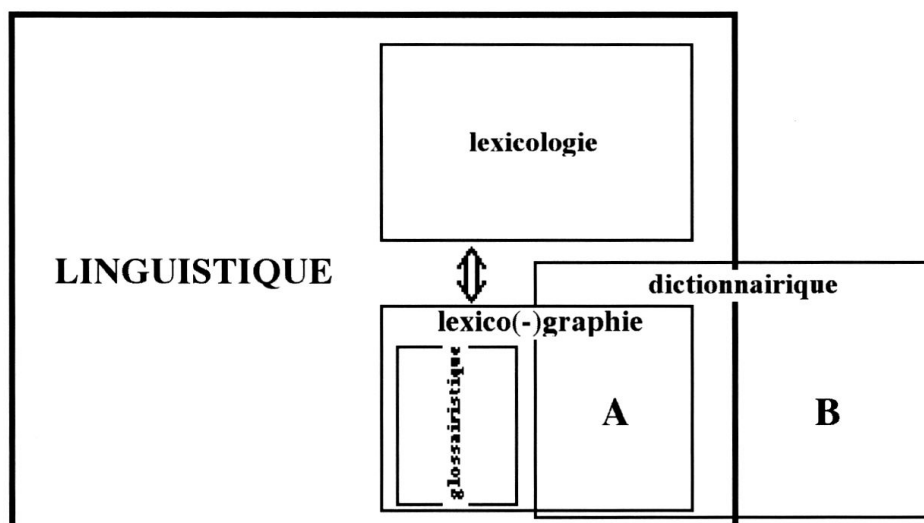 lexicologie
LINGUISTIQUE
dictionnairique
lexico(-)graphie
glossairistique
A
B